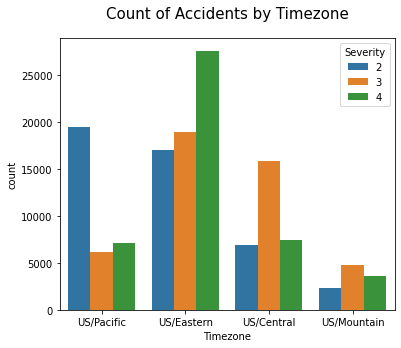 Count of Accidents by Timezone
Severity
2
3
4
25000
20000
15000
10000
5000
0
count
US/Pacific US/Eastern US/Central US/Mountain
Timezone